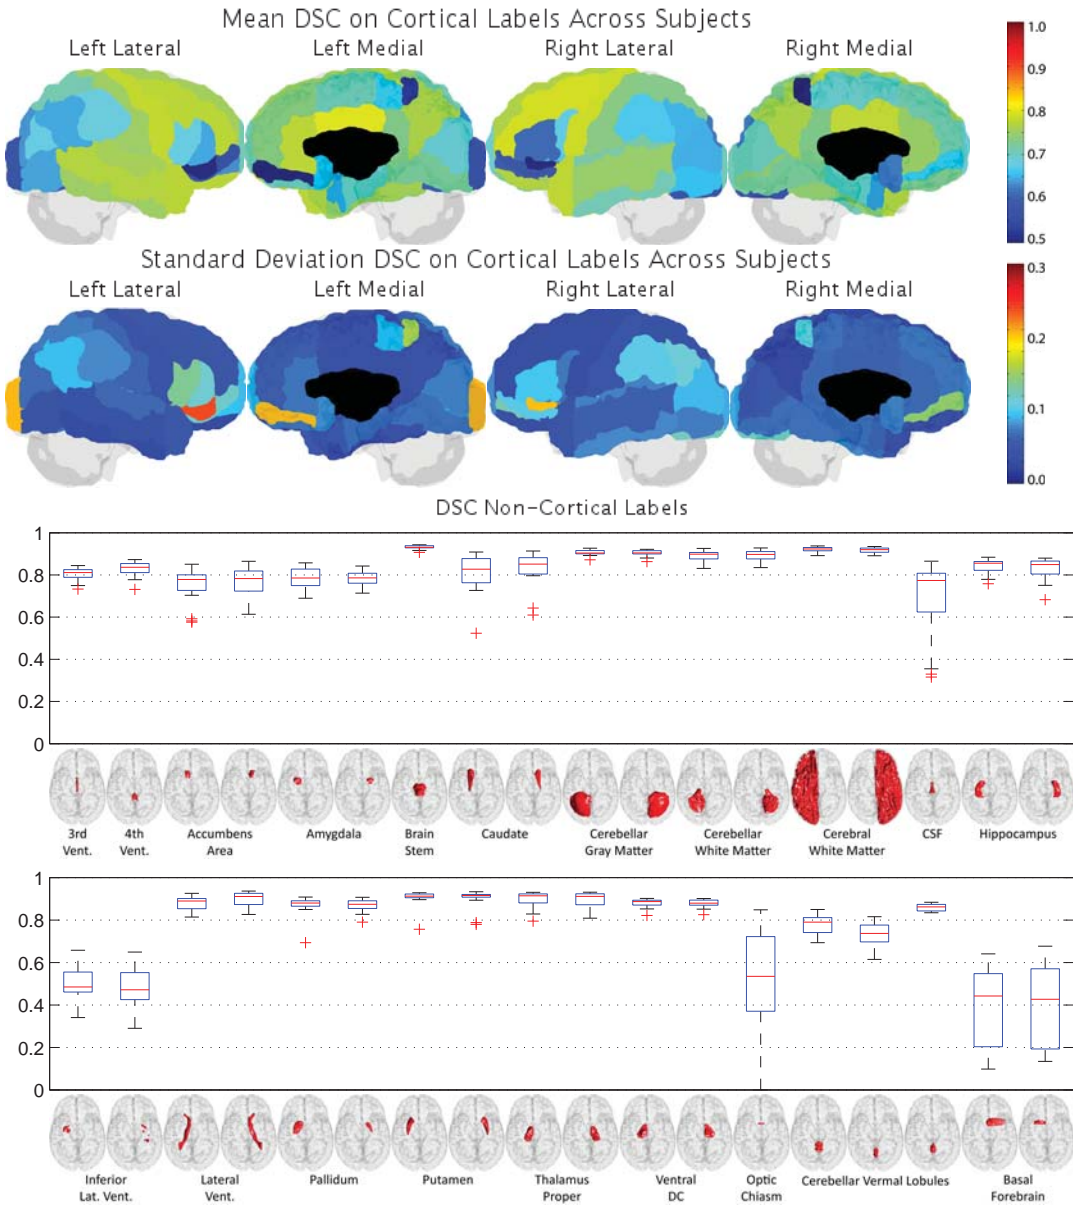 Mean DSC on Cortical Labels Across Subjects
Left Lateral Left Medial Right Lateral Right Medial
1.0
0.9
0.8
0.7
0.6
0.5
Standard Deviation DSC on Cortical Labels Across Subjects
Left Lateral Left Medial Right Lateral Right Medial
0.3
0.2
0.1
0.0
DSC Non-Cortical Labels
1
0.8
0.6
0.4
0.2
0
3rd Vent.
4th Vent.
Accumbens Area
Amygdala
Brain Stem
Caudate
Cerebellar Gray Matter
Cerebellar White Matter
Cerebral White Matter
CSF
Hippocampus
1
0.8
0.6
0.4
0.2
0
Inferior Lat. Vent.
Lateral Vent.
Pallidum
Putamen
Thalamus Proper
Ventral DC
Optic Chiasm
Cerebellar Vermal Lobules
Basal Forebrain